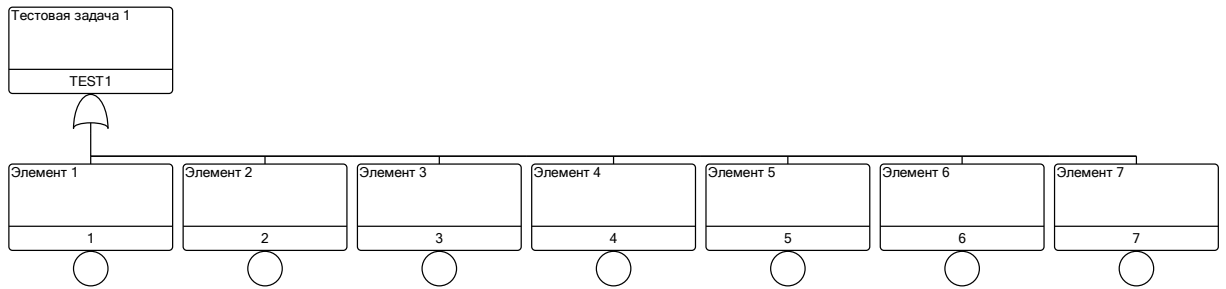 Тестовая задача 1
TEST1
Элемент 1
Элемент 2
Элемент 3
Элемент 4
Элемент 5
Элемент 6
Элемент 7
1
2
3
4
5
6
7